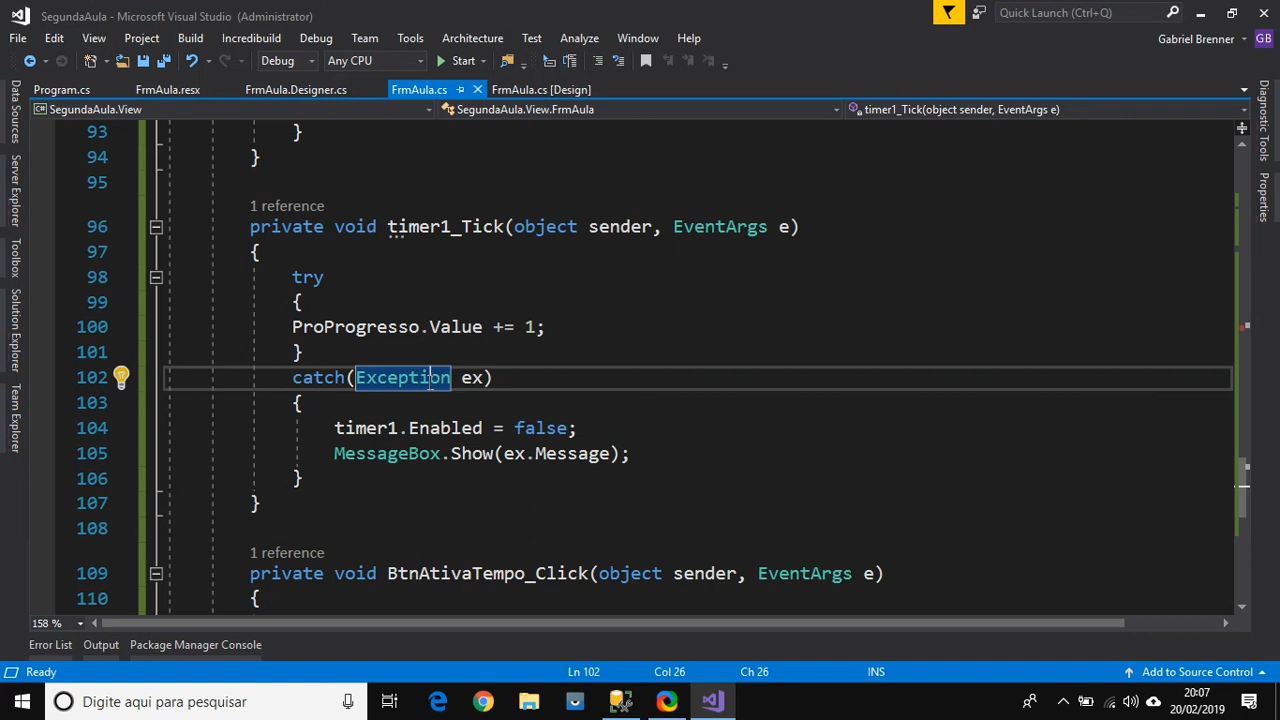 SegundaAula - Microsoft Visual Studio (Administrator)
Quick Launch (Ctrl+Q)
File Edit View Project Build Incredibuild Debug Team Tools Architecture Test Analyze Window Help
Gabriel Brenner GB
Debug Any CPU Start
Program.cs FrmAula.resx FrmAula.Designer.cs FrmAula.cs FrmAula.cs [Design]
SegundaAula.View SegundaAula.View.FrmAula timer1_Tick(object sender, EventArgs e)
Data Sources
Server Explorer
Toolbox
Solution Explorer
Team Explorer
Diagnostic Tools
Properties
93 }
94 }
95
1 reference
96 private void timer1_Tick(object sender, EventArgs e)
97 {
98 try
99 {
100 ProProgresso.Value += 1;
101 }
102 catch(Exception ex)
103 {
104 timer1.Enabled = false;
105 MessageBox.Show(ex.Message);
106 }
107 }
108
1 reference
109 private void BtnAtivaTempo_Click(object sender, EventArgs e)
110 {
158 %
Error List Output Package Manager Console
Ready Ln 102 Col 26 Ch 26 INS Add to Source Control
Digite aqui para pesquisar
20:07
20/02/2019